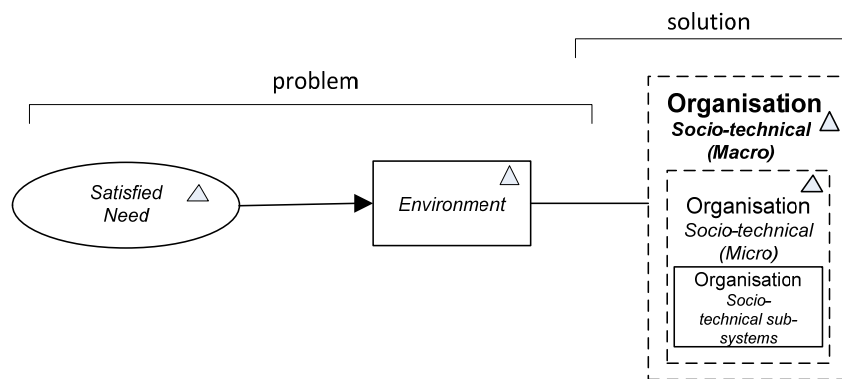 solution
problem
Satisfied
Need
Environment
Organisation
Socio-technical
(Macro)
Organisation
Socio-technical
(Micro)
Organisation
Socio-
technical sub-
systems